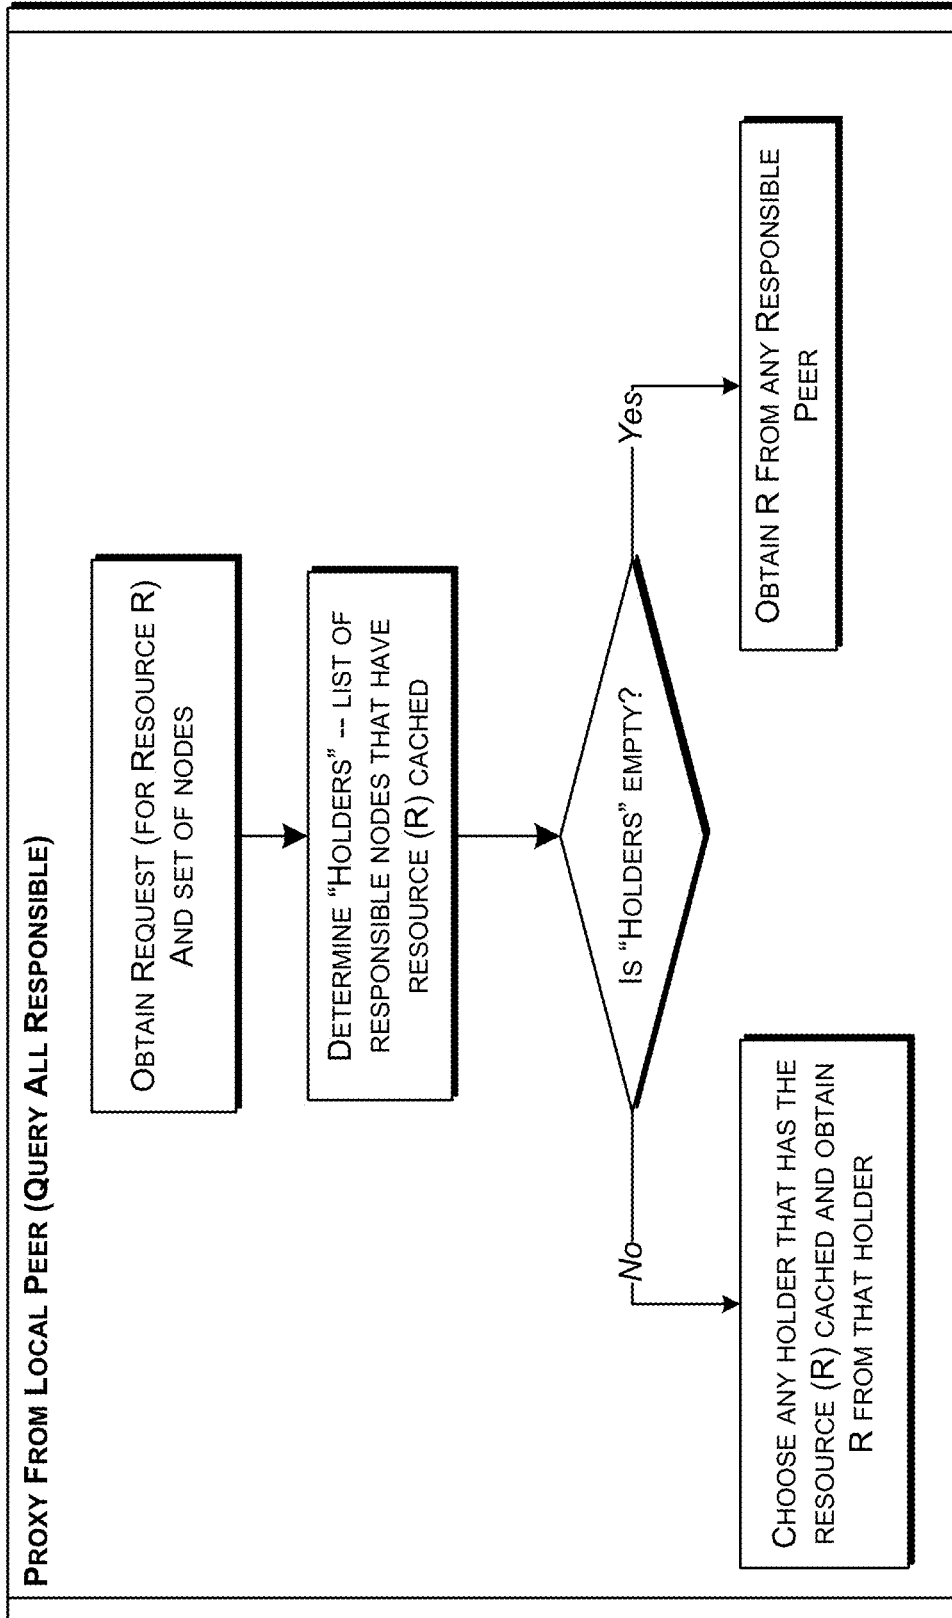 PROXY FROM LOCAL PEER (QUERY ALL RESPONSIBLE)
OBTAIN REQUEST (FOR RESOURCE R)
AND SET OF NODES
DETERMINE “HOLDERS” -- LIST OF
RESPONSIBLE NODES THAT HAVE
RESOURCE (R) CACHED
IS “HOLDERS” EMPTY?
No
Yes
CHOOSE ANY HOLDER THAT HAS THE
RESOURCE (R) CACHED AND OBTAIN
R FROM THAT HOLDER
OBTAIN R FROM ANY RESPONSIBLE
PEER